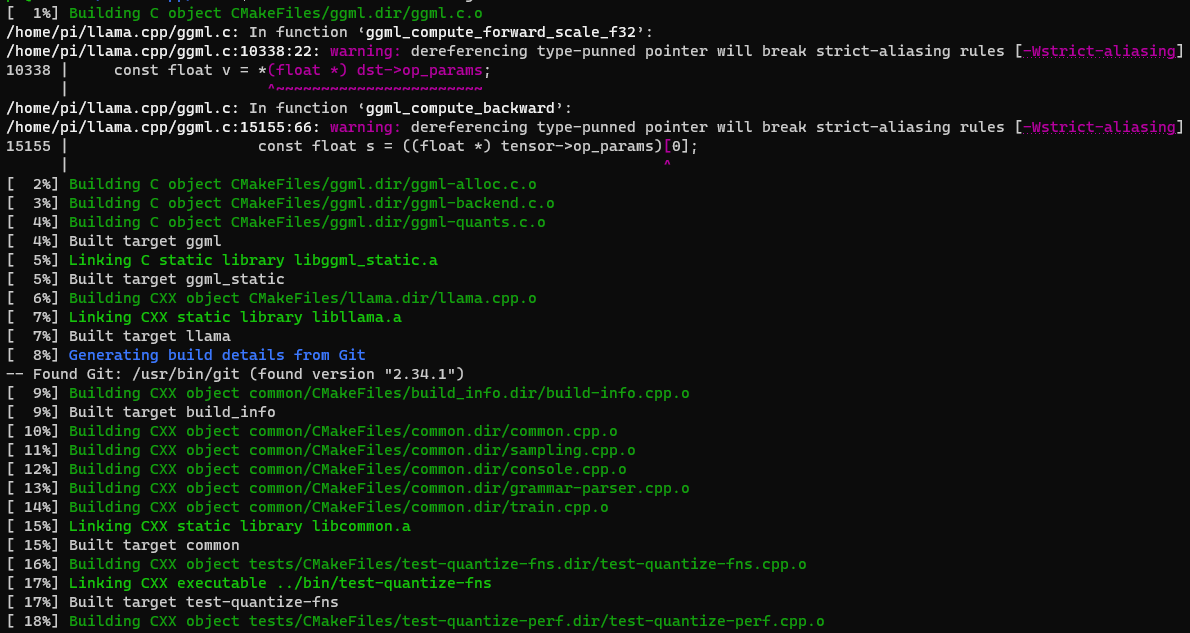 [  1%] Building C object CMakeFiles/ggml.dir/ggml.c.o
/home/pi/llama.cpp/ggml.c: In function ‘ggml_compute_forward_scale_f32’:
/home/pi/llama.cpp/ggml.c:10338:22: warning: dereferencing type-punned pointer will break strict-aliasing rules [-Wstrict-aliasing]
10338 |     const float v = *(float *) dst->op_params;
      |                      ^~~~~~~~~~~~~~~~~~~~~~~~
/home/pi/llama.cpp/ggml.c: In function ‘ggml_compute_backward’:
/home/pi/llama.cpp/ggml.c:15155:66: warning: dereferencing type-punned pointer will break strict-aliasing rules [-Wstrict-aliasing]
15155 |                     const float s = ((float *) tensor->op_params)[0];
      |                                                                  ^
[  2%] Building C object CMakeFiles/ggml.dir/ggml-alloc.c.o
[  3%] Building C object CMakeFiles/ggml.dir/ggml-backend.c.o
[  4%] Building C object CMakeFiles/ggml.dir/ggml-quants.c.o
[  4%] Built target ggml
[  5%] Linking C static library libggml_static.a
[  5%] Built target ggml_static
[  6%] Building CXX object CMakeFiles/llama.dir/llama.cpp.o
[  7%] Linking CXX static library libllama.a
[  7%] Built target llama
[  8%] Generating build details from Git
-- Found Git: /usr/bin/git (found version "2.34.1")
[  9%] Building CXX object common/CMakeFiles/build_info.dir/build-info.cpp.o
[  9%] Built target build_info
[ 10%] Building CXX object common/CMakeFiles/common.dir/common.cpp.o
[ 11%] Building CXX object common/CMakeFiles/common.dir/sampling.cpp.o
[ 12%] Building CXX object common/CMakeFiles/common.dir/console.cpp.o
[ 13%] Building CXX object common/CMakeFiles/common.dir/grammar-parser.cpp.o
[ 14%] Building CXX object common/CMakeFiles/common.dir/train.cpp.o
[ 15%] Linking CXX static library libcommon.a
[ 15%] Built target common
[ 16%] Building CXX object tests/CMakeFiles/test-quantize-fns.dir/test-quantize-fns.cpp.o
[ 17%] Linking CXX executable ../bin/test-quantize-fns
[ 17%] Built target test-quantize-fns
[ 18%] Building CXX object tests/CMakeFiles/test-quantize-perf.dir/test-quantize-perf.cpp.o